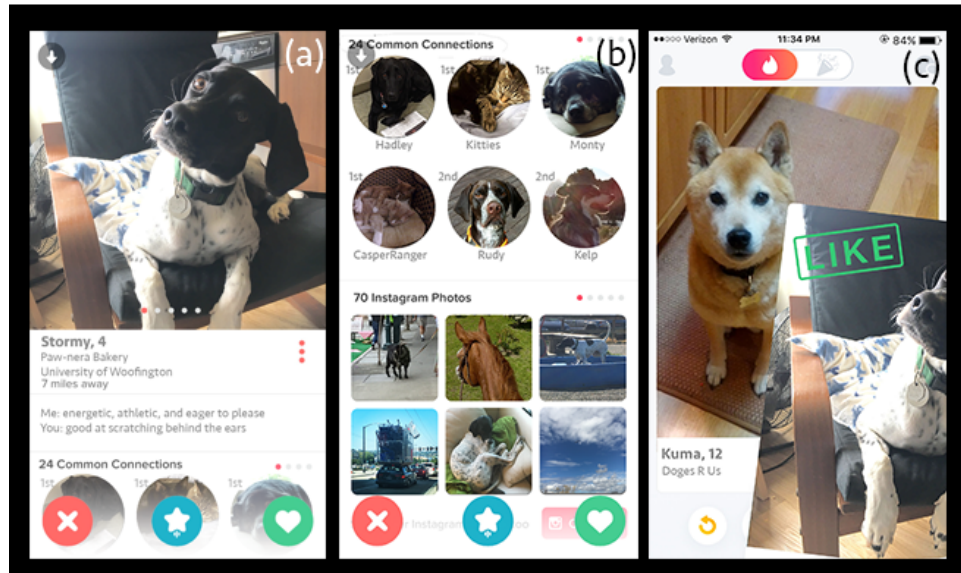 (a)
Stormy, 4
Paw-nera Bakery
University of Woofington
7 miles away
Me: energetic, athletic, and eager to please
You: good at scratching behind the ears
24 Common Connections
1st 1st 1st
(b)
24 Common Connections
1st 1st 1st
Hadley Kitties Monty
1st 2nd 2nd
CasperRanger Rudy Kelp
70 Instagram Photos
Instagram
Verizon 11:34 PM 84%
(c)
LIKE
Kuma, 12
Doges R Us